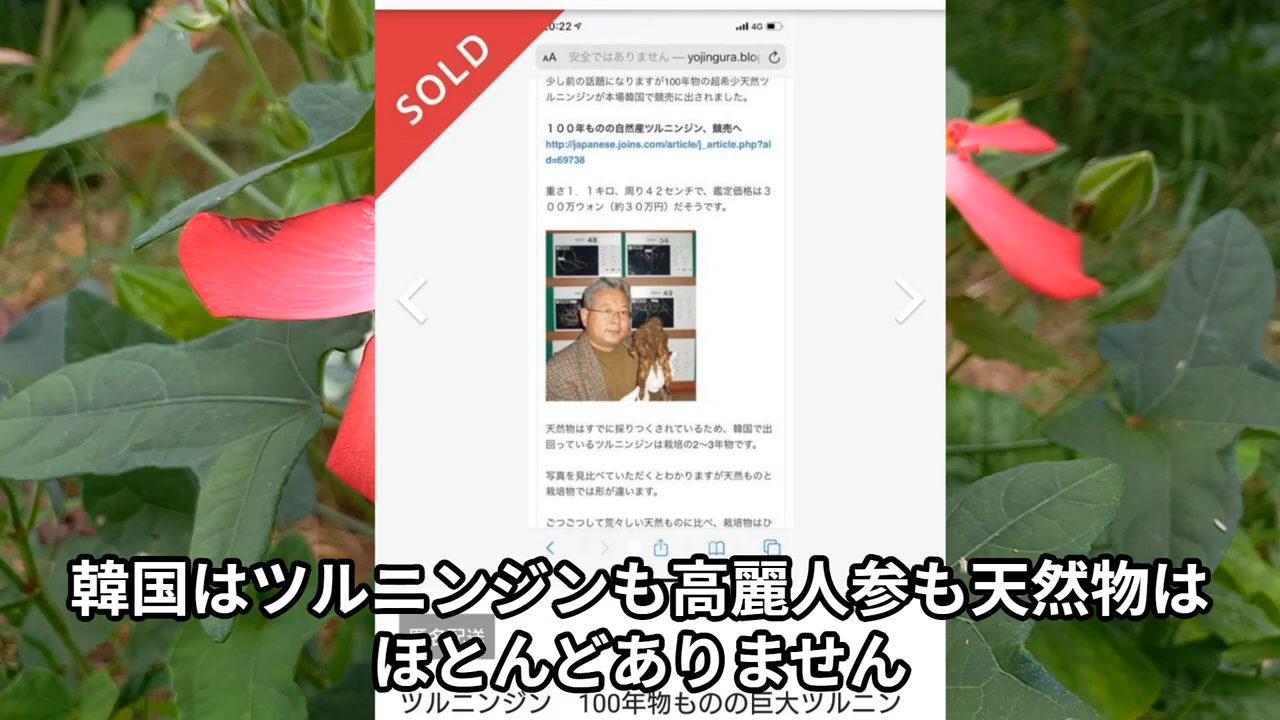 SOLD
0:22
4G
AA 安全ではありません — yojingura.blo
少し前の話題になりますが100年物の超希少天然ツ
ルニンジンが本場韓国で競売に出されました。
１００年ものの自然産ツルニンジン、競売へ
http://japanese.joins.com/article/j_article.php?ai
d=69738
重さ１．１キロ、周り４２センチで、鑑定価格は３
００万ウォン（約３０万円）だそうです。
48
56
49
天然物はすでに採りつくされているため、韓国で出
回っているツルニンジンは栽培の2〜3年物です。
写真を見比べていただくとわかりますが天然ものと
栽培物では形が違います。
ごつごつして荒々しい天然ものに比べ、栽培物はひ
韓国はツルニンジンも高麗人参も天然物は
ほとんどありません
ツルニンジン　100年物ものの巨大ツルニン